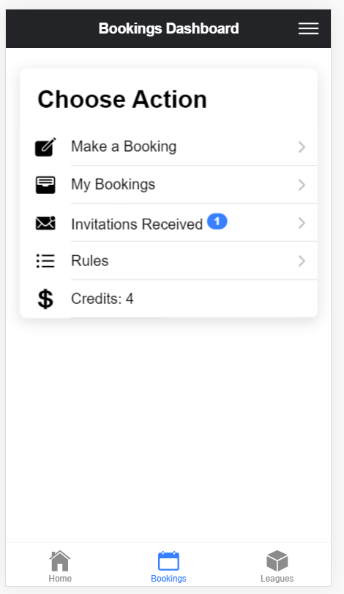 Bookings Dashboard
Choose Action
Make a Booking
My Bookings
Invitations Received 1
Rules
$ Credits: 4
Home Bookings Leagues